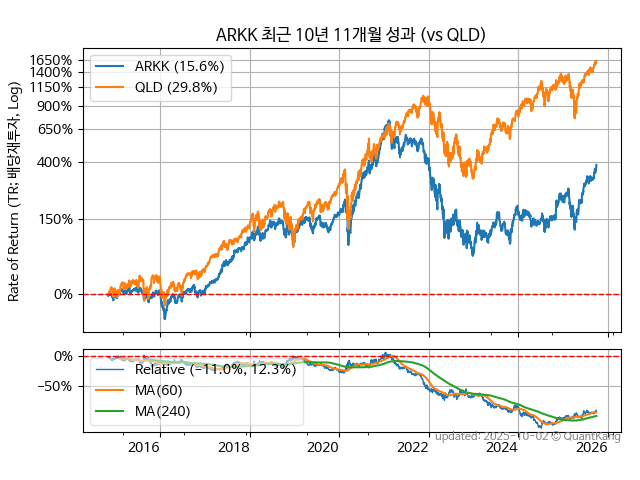 ARKK 최근 10년 11개월 성과 (vs QLD)
Rate of Return (TR; 배당재투자, Log)
1650%
1400%
1150%
900%
650%
400%
150%
0%
ARKK (15.6%)
QLD (29.8%)
0%
−50%
Relative (−11.0%, 12.3%)
MA(60)
MA(240)
updated: 2025-10-02 © QuantKang
2016
2018
2020
2022
2024
2026